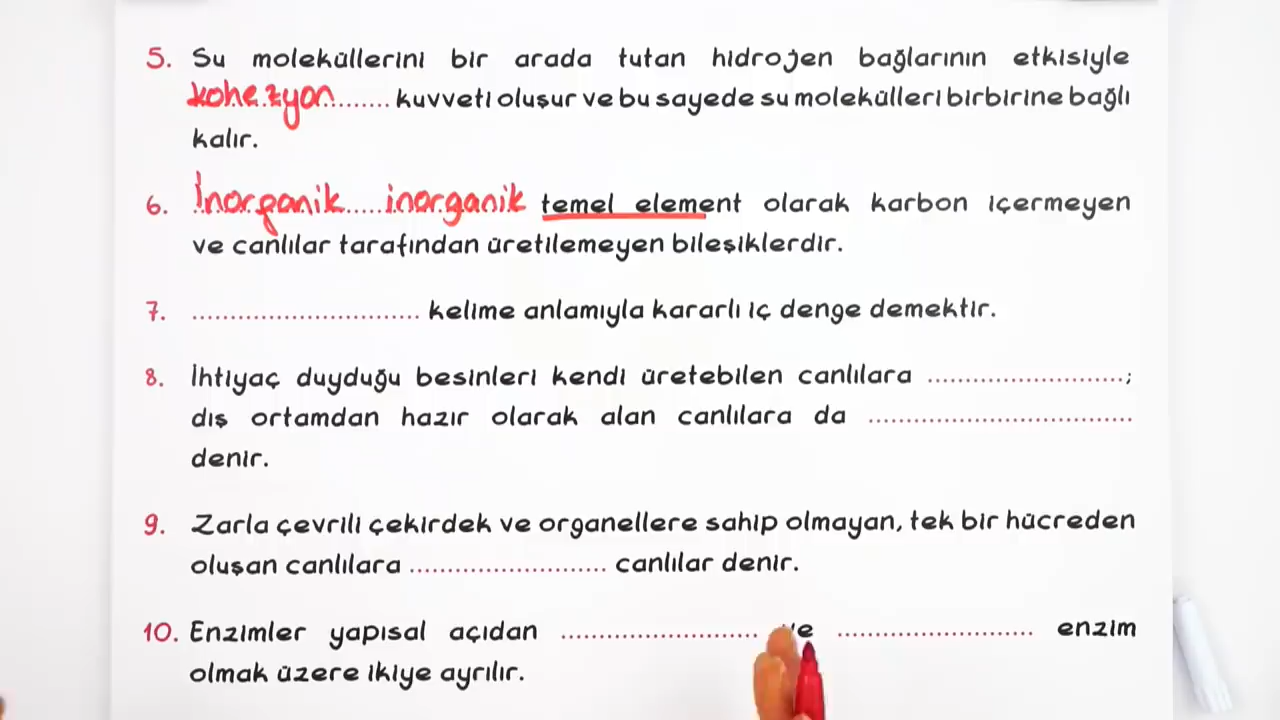 5. Su moleküllerini bir arada tutan hidrojen bağlarının etkisiyle
kohezyon........ kuvveti oluşur ve bu sayede su molekülleri birbirine bağlı
kalır.
6. İnorganik.....inorganik temel element olarak karbon içermeyen
ve canlılar tarafından üretilemeyen bileşiklerdir.
7. .............................. kelime anlamıyla kararlı iç denge demektir.
8. İhtiyaç duyduğu besinleri kendi üretebilen canlılara ..........................;
dış ortamdan hazır olarak alan canlılara da ..................................
denir.
9. Zarla çevrili çekirdek ve organellere sahip olmayan, tek bir hücreden
oluşan canlılara .......................... canlılar denir.
10. Enzimler yapısal açıdan .......................... ve .......................... enzim
olmak üzere ikiye ayrılır.